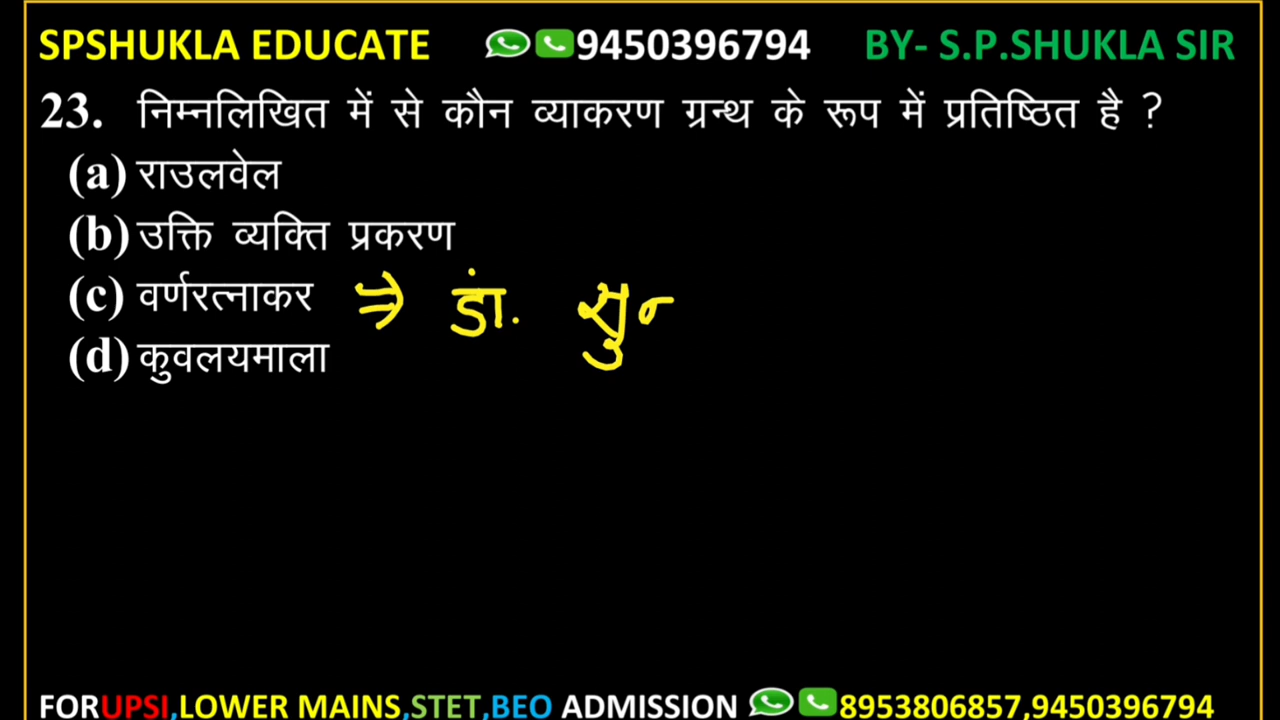 SPSHUKLA EDUCATE 9450396794 BY- S.P.SHUKLA SIR
23. निम्नलिखित में से कौन व्याकरण ग्रन्थ के रूप में प्रतिष्ठित है ?
(a) राउलवेल
(b) उक्ति व्यक्ति प्रकरण
(c) वर्णरत्नाकर ⇒ डां. सुन
(d) कुवलयमाला
FORUPSI,LOWER MAINS,STET,BEO ADMISSION 8953806857,9450396794